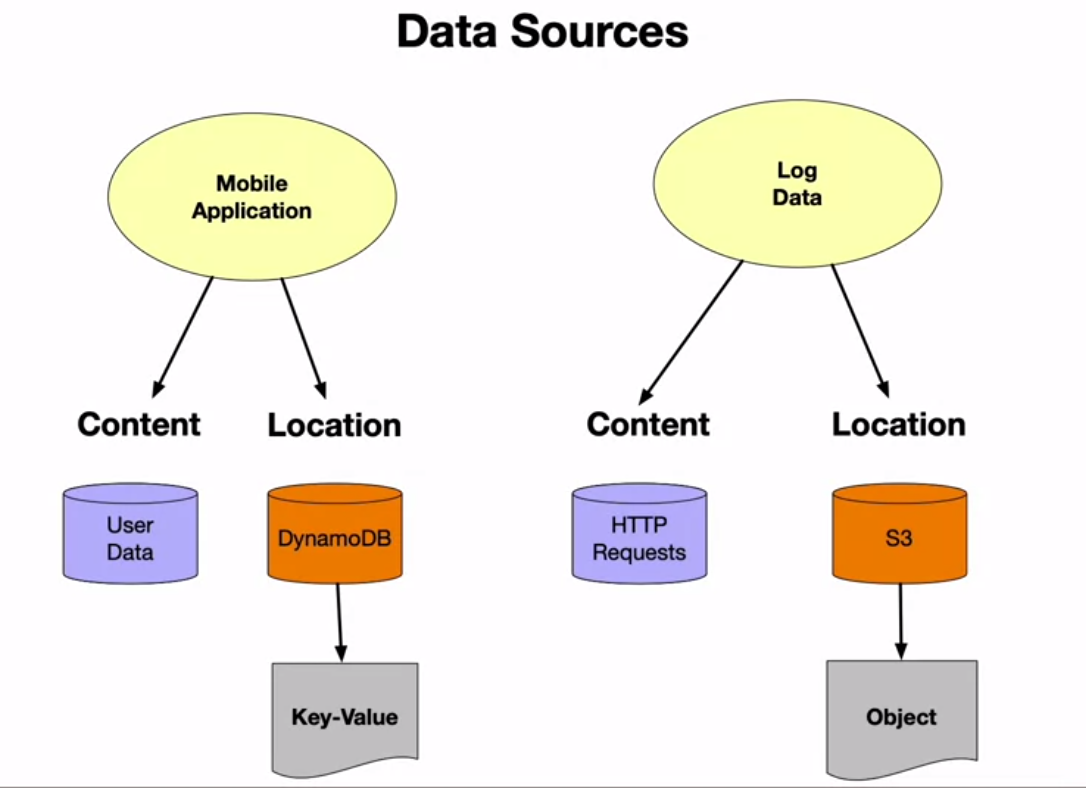 Data Sources
Mobile
Application
Log
Data
Content
Location
Content
Location
User
Data
DynamoDB
HTTP
Requests
S3
Key-Value
Object